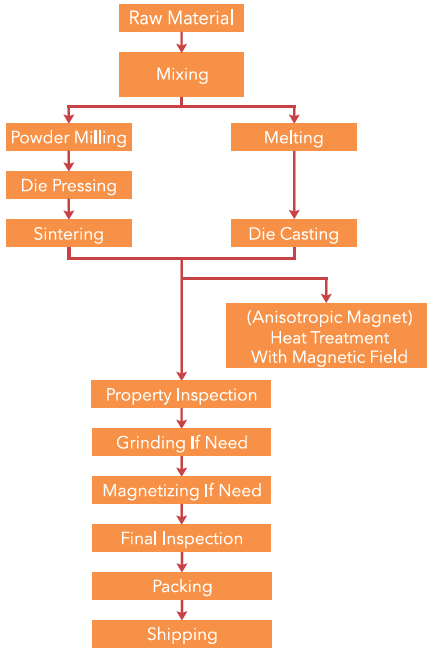 Raw Material
Mixing
Powder Milling
Melting
Die Pressing
Sintering
Die Casting
(Anisotropic Magnet)
Heat Treatment
With Magnetic Field
Property Inspection
Grinding If Need
Magnetizing If Need
Final Inspection
Packing
Shipping